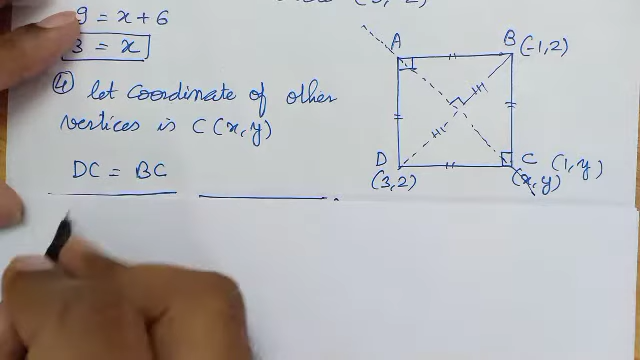 9 = x + 6
3 = x
④ let coordinate of other
vertices is C (x, y)
DC = BC
A
B (-1, 2)
D
(3, 2)
C (1, y)
(x, y)